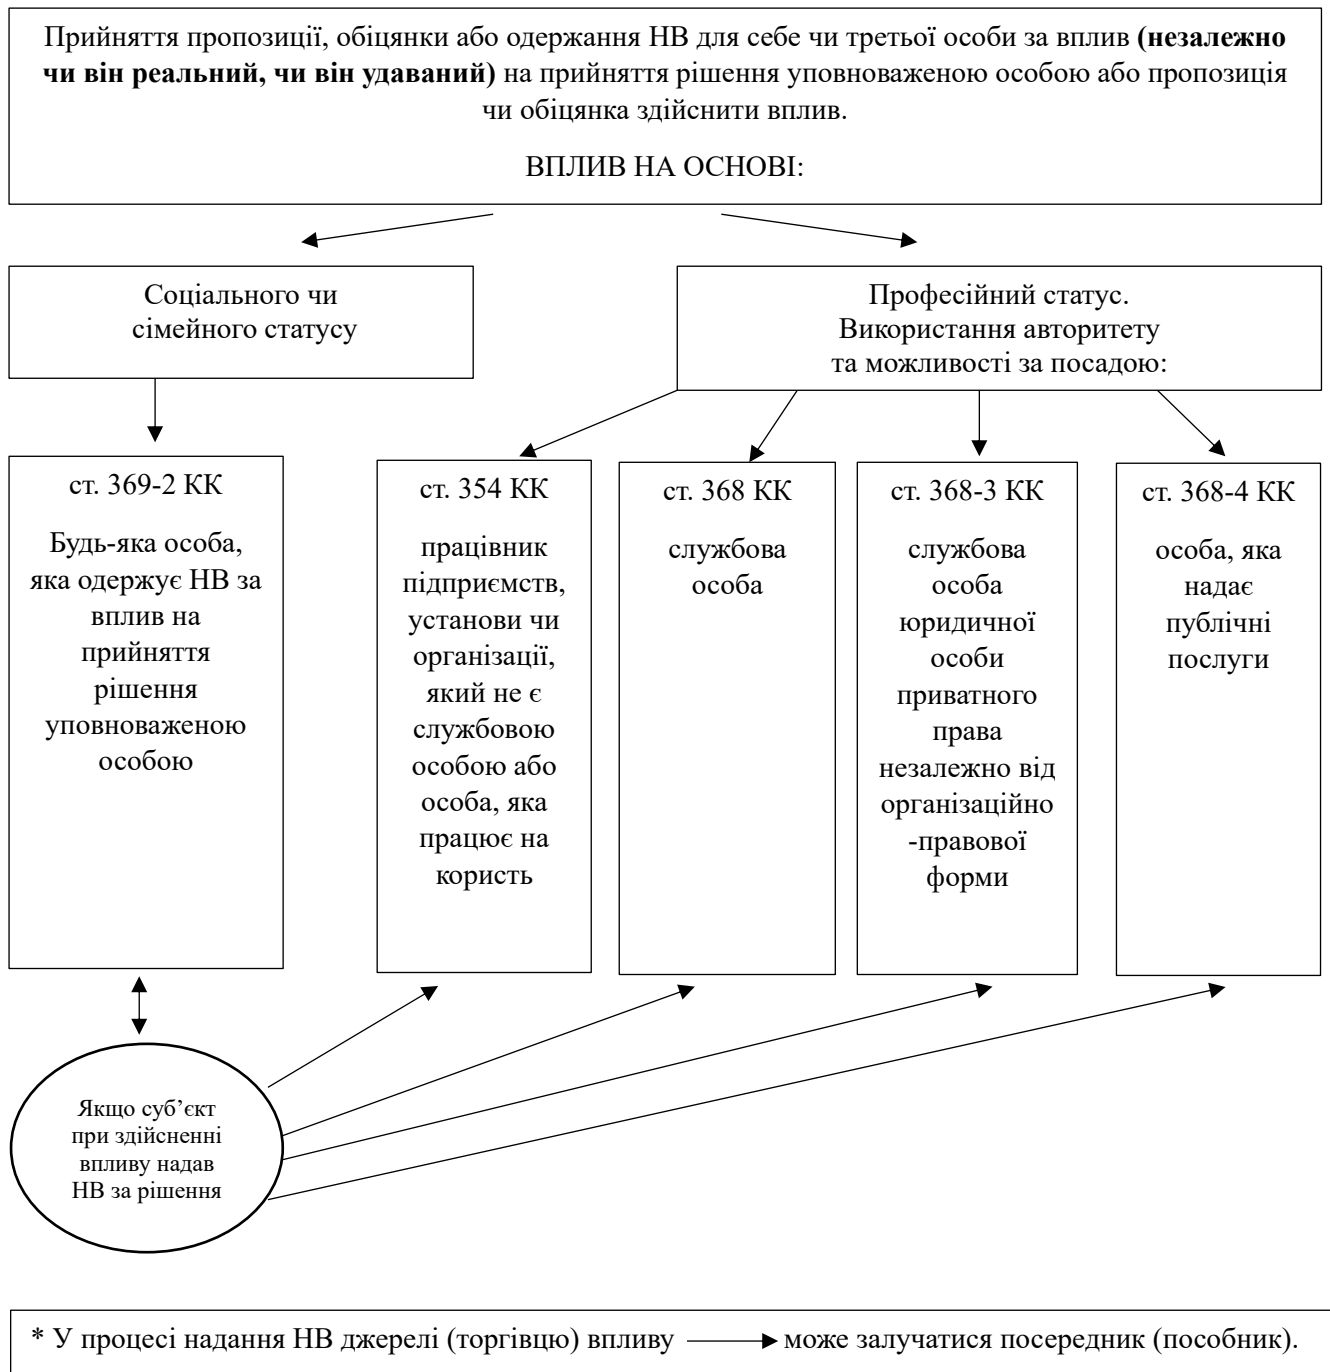 Прийняття пропозиції, обіцянки або одержання НВ для себе чи третьої особи за вплив (незалежно
чи він реальний, чи він удаваний) на прийняття рішення уповноваженою особою або пропозиція
чи обіцянка здійснити вплив.
ВПЛИВ НА ОСНОВІ:
Соціального чи
сімейного статусу
Професійний статус.
Використання авторитету
та можливості за посадою:
ст. 369-2 КК
Будь-яка особа,
яка одержує НВ за
вплив на
прийняття
рішення
уповноваженою
особою
ст. 354 КК
працівник
підприємств,
установи чи
організації,
який не є
службовою
особою або
особа, яка
працює на
користь
ст. 368 КК
службова
особа
ст. 368-3 КК
службова
особа
юридичної
особи
приватного
права
незалежно від
організаційно
-правової
форми
ст. 368-4 КК
особа, яка
надає
публічні
послуги
Якщо суб’єкт
при здійсненні
впливу надав
НВ за рішення
* У процесі надання НВ джерелі (торгівцю) впливу може залучатися посередник (пособник).